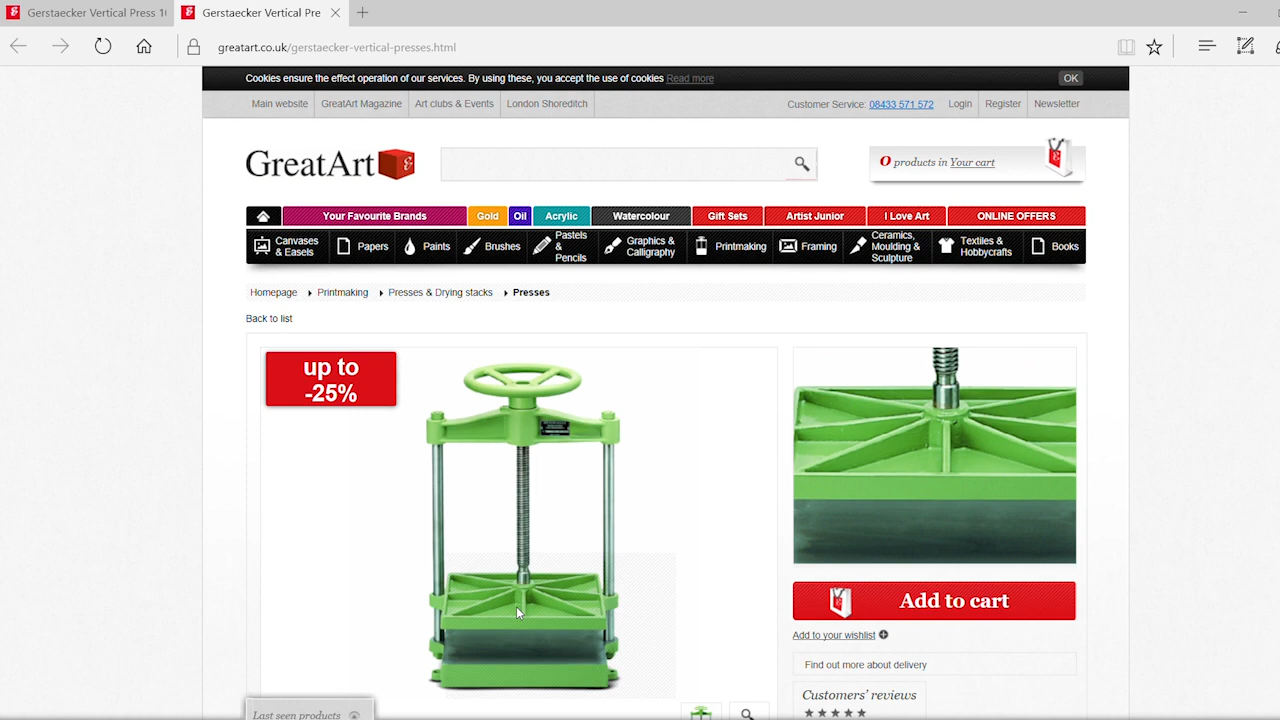 Gerstaecker Vertical Press 1
Gerstaecker Vertical Pre
greatart.co.uk/gerstaecker-vertical-presses.html
Cookies ensure the effect operation of our services. By using these, you accept the use of cookies Read more
OK
Main website
GreatArt Magazine
Art clubs & Events
London Shoreditch
Customer Service: 08433 571 572
Login
Register
Newsletter
GreatArt
0 products in Your cart
Your Favourite Brands
Gold
Oil
Acrylic
Watercolour
Gift Sets
Artist Junior
I Love Art
ONLINE OFFERS
Canvases
& Easels
Papers
Paints
Brushes
Pastels
&
Pencils
Graphics &
Calligraphy
Printmaking
Framing
Ceramics,
Moulding &
Sculpture
Textiles &
Hobbycrafts
Books
Homepage
Printmaking
Presses & Drying stacks
Presses
Back to list
up to
-25%
Add to cart
Add to your wishlist
Find out more about delivery
Customers' reviews
Last seen products